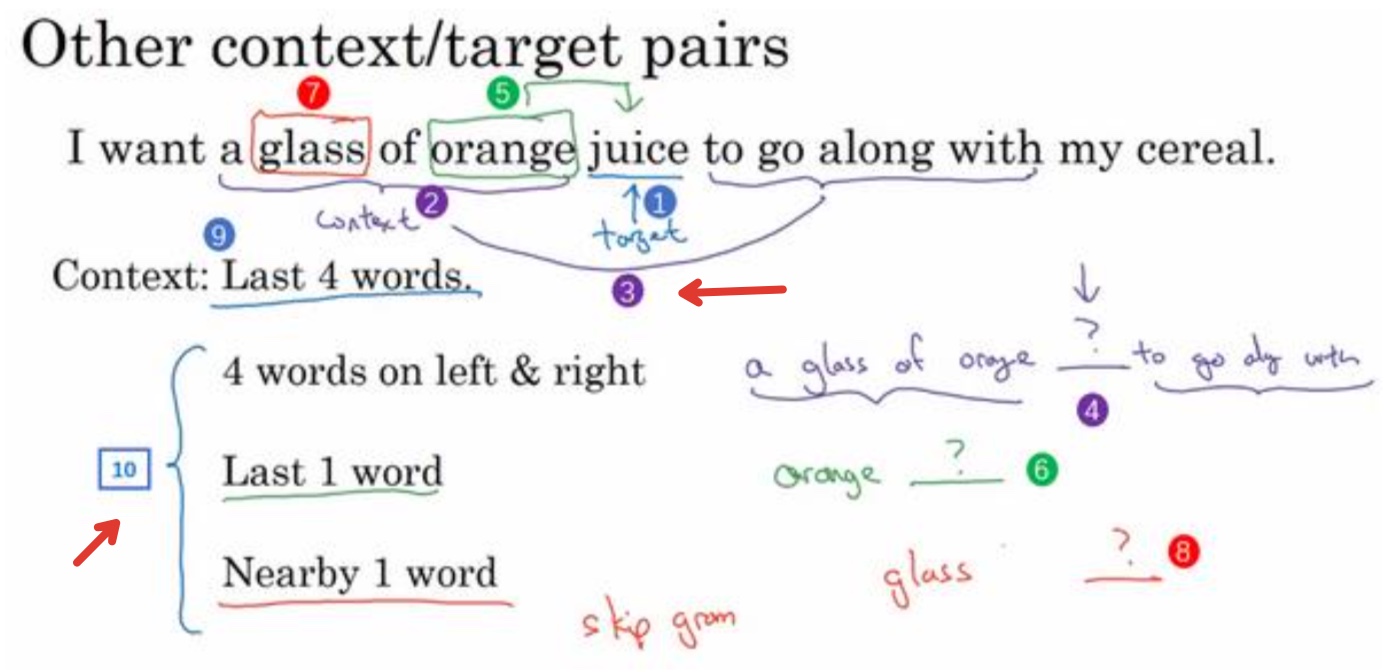 Other context/target pairs
7 5
I want a glass of orange juice to go along with my cereal.
context 2 1
target
9
Context: Last 4 words.
3
4 words on left & right
a glass of orange ? to go along with
4
10
Last 1 word
orange ? 6
Nearby 1 word
glass ? 8
skip gram